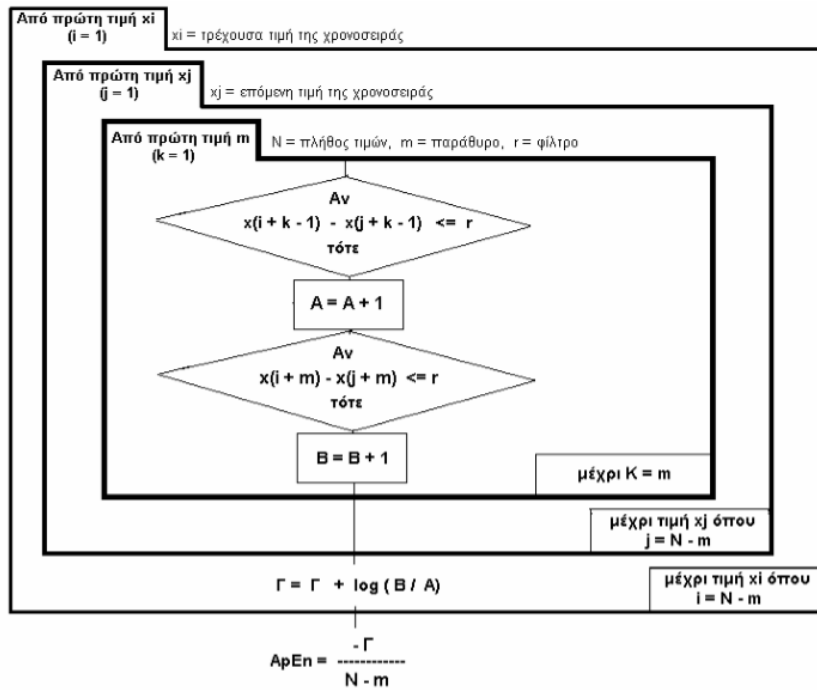 Από πρώτη τιμή xi
(i = 1)
xi = τρέχουσα τιμή της χρονοσειράς
Από πρώτη τιμή xj
(j = 1)
xj = επόμενη τιμή της χρονοσειράς
Από πρώτη τιμή m
(k = 1)
N = πλήθος τιμών, m = παράθυρο, r = φίλτρο
Αν
x(i + k - 1) - x(j + k - 1) <= r
τότε
A = A + 1
Αν
x(i + m) - x(j + m) <= r
τότε
B = B + 1
μέχρι K = m
μέχρι τιμή xj όπου
j = N - m
Γ = Γ + log ( B / A)
μέχρι τιμή xi όπου
i = N - m
- Γ
ApEn = ------------
N - m